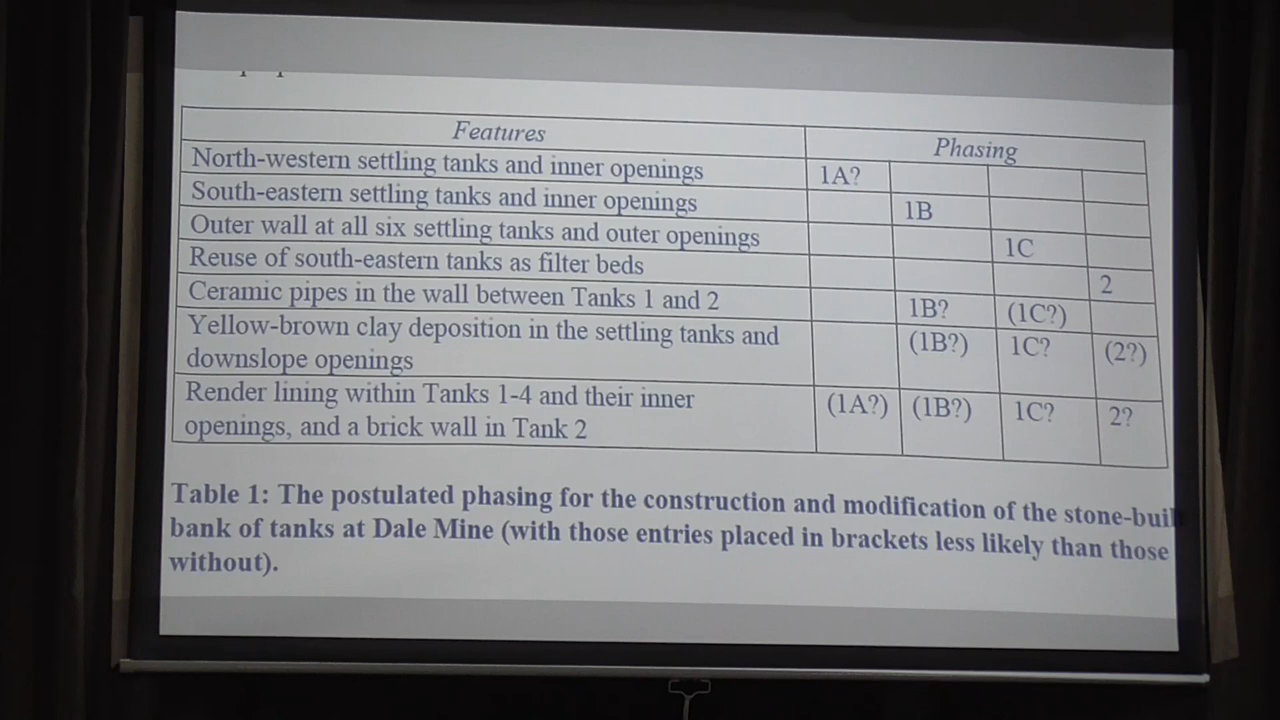 Features Phasing
North-western settling tanks and inner openings 1A?
South-eastern settling tanks and inner openings 1B
Outer wall at all six settling tanks and outer openings 1C
Reuse of south-eastern tanks as filter beds 2
Ceramic pipes in the wall between Tanks 1 and 2 1B? (1C?)
Yellow-brown clay deposition in the settling tanks and (1B?) 1C? (2?)
downslope openings
Render lining within Tanks 1-4 and their inner (1A?) (1B?) 1C? 2?
openings, and a brick wall in Tank 2
Table 1: The postulated phasing for the construction and modification of the stone-buil
bank of tanks at Dale Mine (with those entries placed in brackets less likely than those
without).